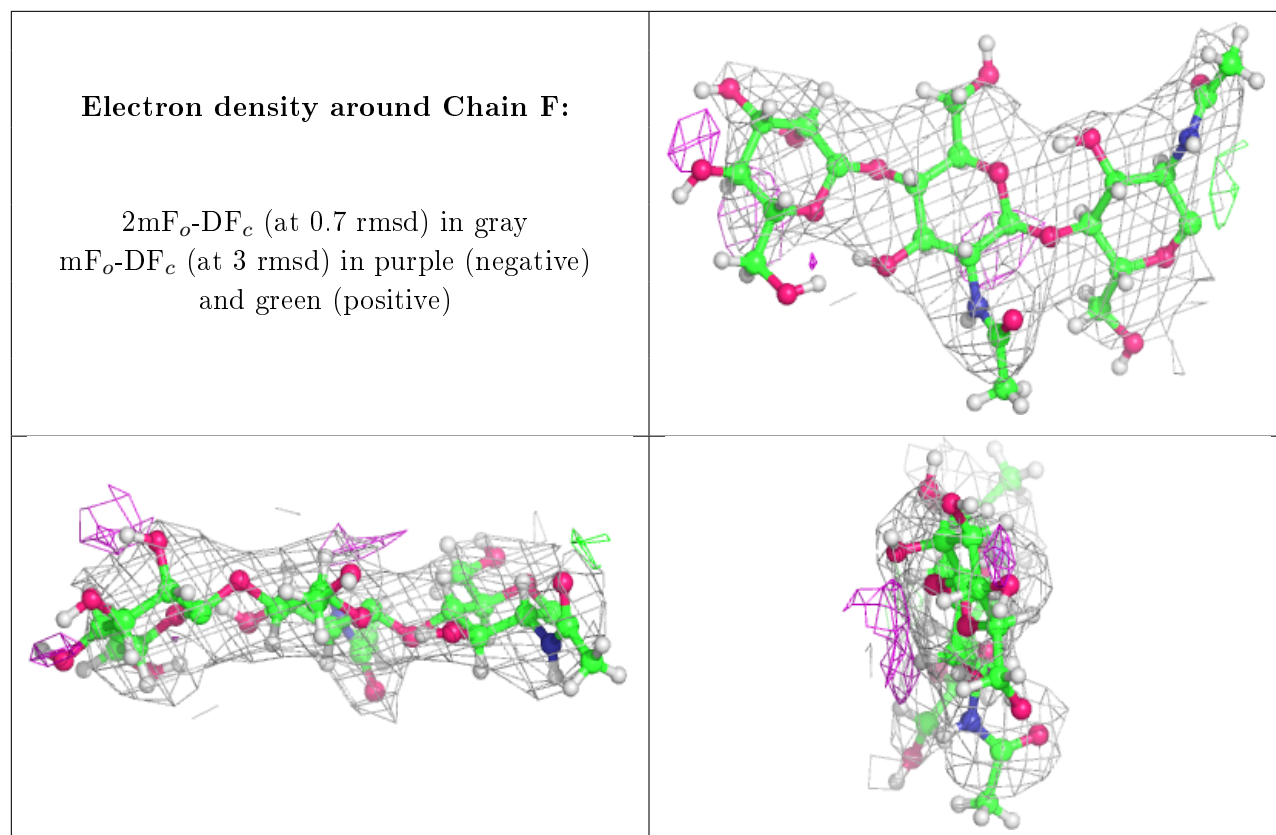 Electron density around Chain F:
2mFₒ-DF𝒸 (at 0.7 rmsd) in gray
mFₒ-DF𝒸 (at 3 rmsd) in purple (negative)
and green (positive)